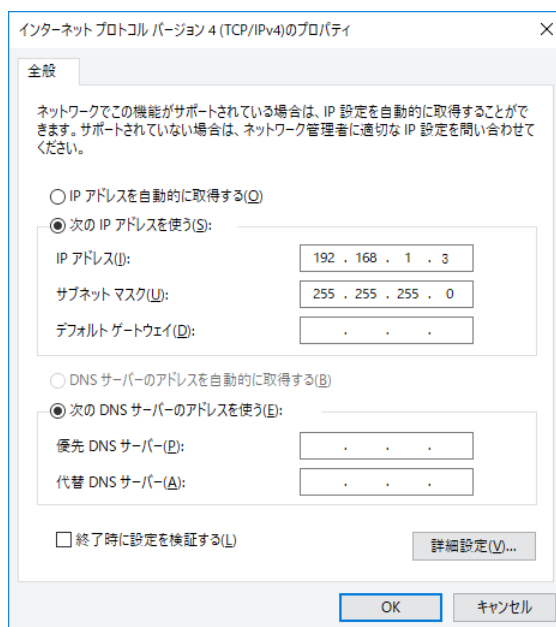 インターネット プロトコル バージョン 4 (TCP/IPv4)のプロパティ
全般
ネットワークでこの機能がサポートされている場合は、IP 設定を自動的に取得することがで
きます。サポートされていない場合は、ネットワーク管理者に適切な IP 設定を問い合わせて
ください。
IP アドレスを自動的に取得する(O)
次の IP アドレスを使う(S):
IP アドレス(I): 192 . 168 . 1 . 3
サブネット マスク(U): 255 . 255 . 255 . 0
デフォルト ゲートウェイ(D): . . .
DNS サーバーのアドレスを自動的に取得する(B)
次の DNS サーバーのアドレスを使う(E):
優先 DNS サーバー(P): . . .
代替 DNS サーバー(A): . . .
終了時に設定を検証する(L)
詳細設定(V)...
OK キャンセル